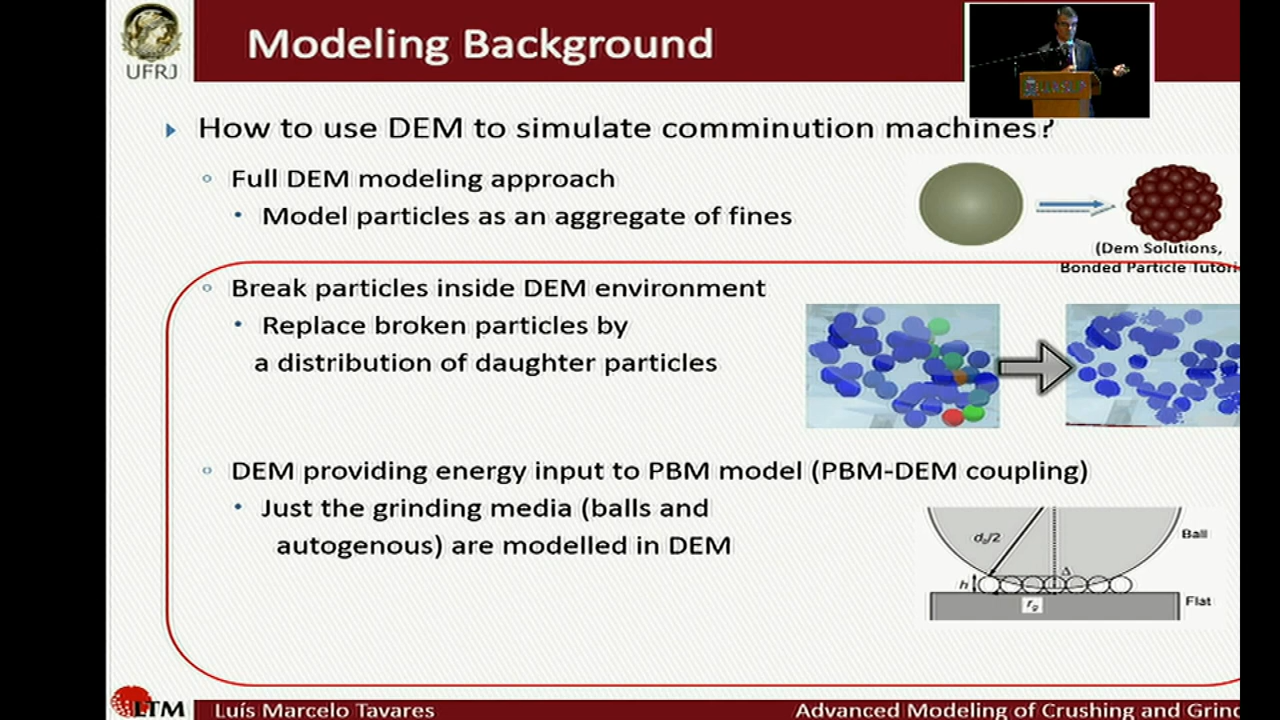 UFRJ
Modeling Background
How to use DEM to simulate comminution machines?
Full DEM modeling approach
Model particles as an aggregate of fines
(Dem Solutions,
Bonded Particle Tutori
Break particles inside DEM environment
Replace broken particles by
a distribution of daughter particles
DEM providing energy input to PBM model (PBM-DEM coupling)
Just the grinding media (balls and
autogenous) are modelled in DEM
Ball
Δ
h
Flat
LTM
Luís Marcelo Tavares
Advanced Modeling of Crushing and Grind